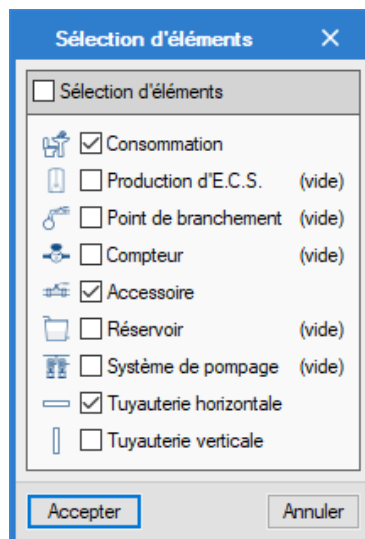 Sélection d'éléments
Sélection d'éléments
Consommation
Production d'E.C.S. (vide)
Point de branchement (vide)
Compteur (vide)
Accessoire
Réservoir (vide)
Système de pompage (vide)
Tuyauterie horizontale
Tuyauterie verticale
Accepter Annuler